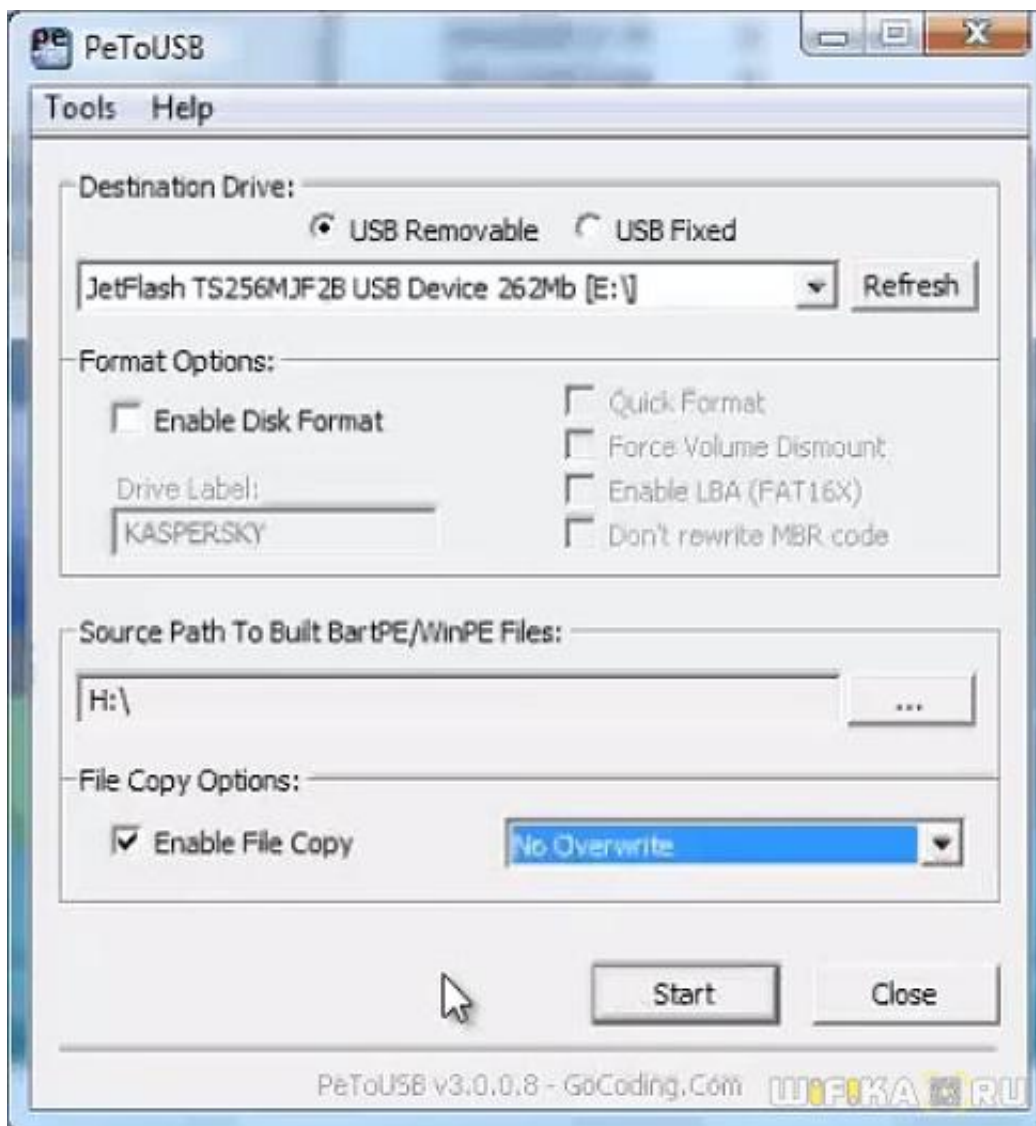 pe PeToUSB
Tools Help
Destination Drive:
USB Removable USB Fixed
JetFlash TS256MJF2B USB Device 262Mb [E:\] Refresh
Format Options:
Enable Disk Format
Quick Format
Force Volume Dismount
Drive Label:
Enable LBA (FAT16X)
KASPERSKY
Don't rewrite MBR code
Source Path To Built BartPE/WinPE Files:
H:\ ...
File Copy Options:
Enable File Copy No Overwrite
Start Close
PeToUSB v3.0.0.8 - GoCoding.Com WiFiKA RU